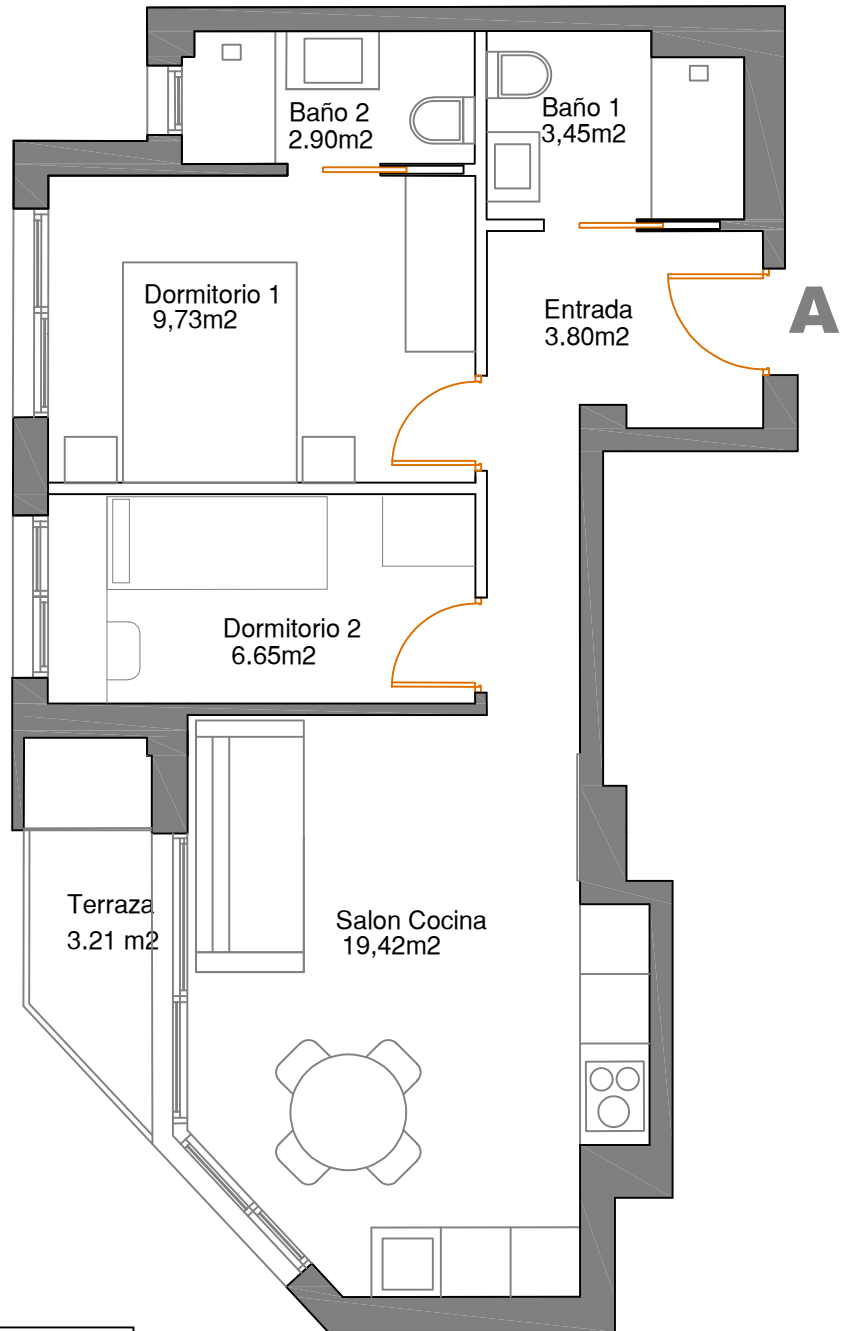 Baño 2
2.90m2
Baño 1
3,45m2
Dormitorio 1
9,73m2
Entrada
3.80m2
A
Dormitorio 2
6.65m2
Terraza
3.21 m2
Salon Cocina
19,42m2